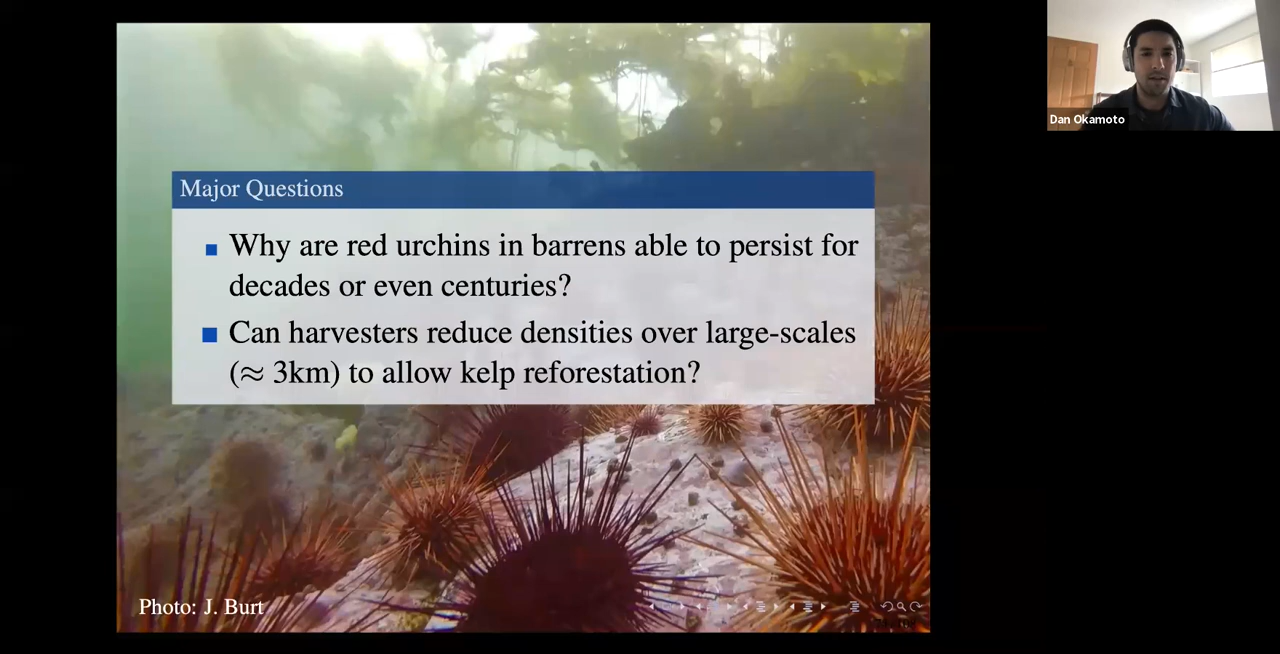 Major Questions
Why are red urchins in barrens able to persist for
decades or even centuries?
Can harvesters reduce densities over large-scales
(≈ 3km) to allow kelp reforestation?
Photo: J. Burt
Dan Okamoto